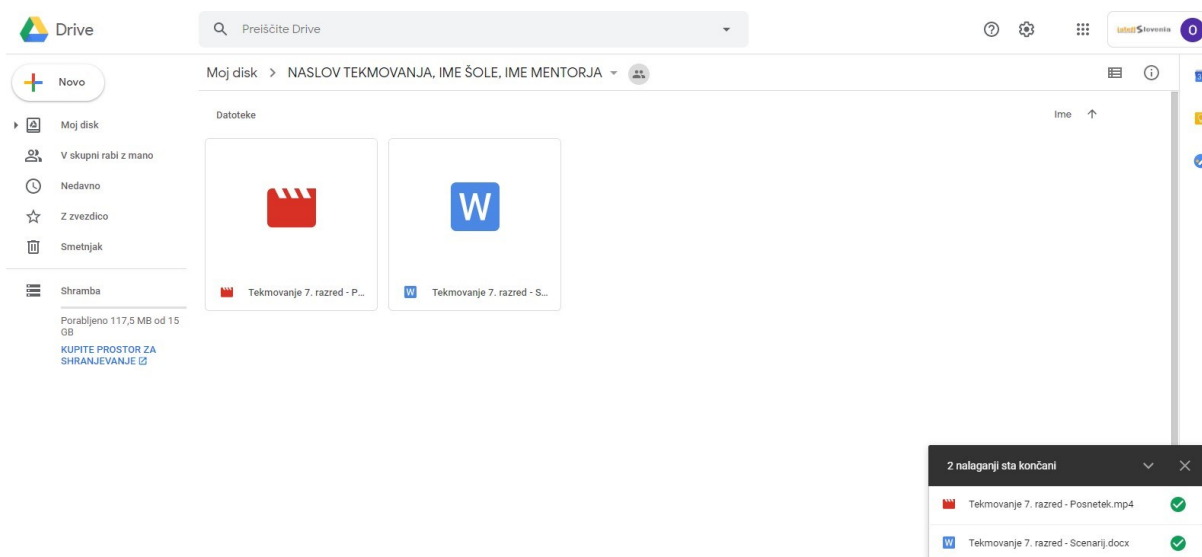 Drive
Preiščite Drive
iatefl Slovenia
O
Novo
Moj disk > NASLOV TEKMOVANJA, IME ŠOLE, IME MENTORJA
Moj disk
V skupni rabi z mano
Nedavno
Z zvezdico
Smetnjak
Shramba
Porabljeno 117,5 MB od 15
GB
KUPITE PROSTOR ZA
SHRANJEVANJE
Datoteke
Ime
W
Tekmovanje 7. razred - P...
W Tekmovanje 7. razred - S...
2 nalaganji sta končani
Tekmovanje 7. razred - Posnetek.mp4
W Tekmovanje 7. razred - Scenarij.docx